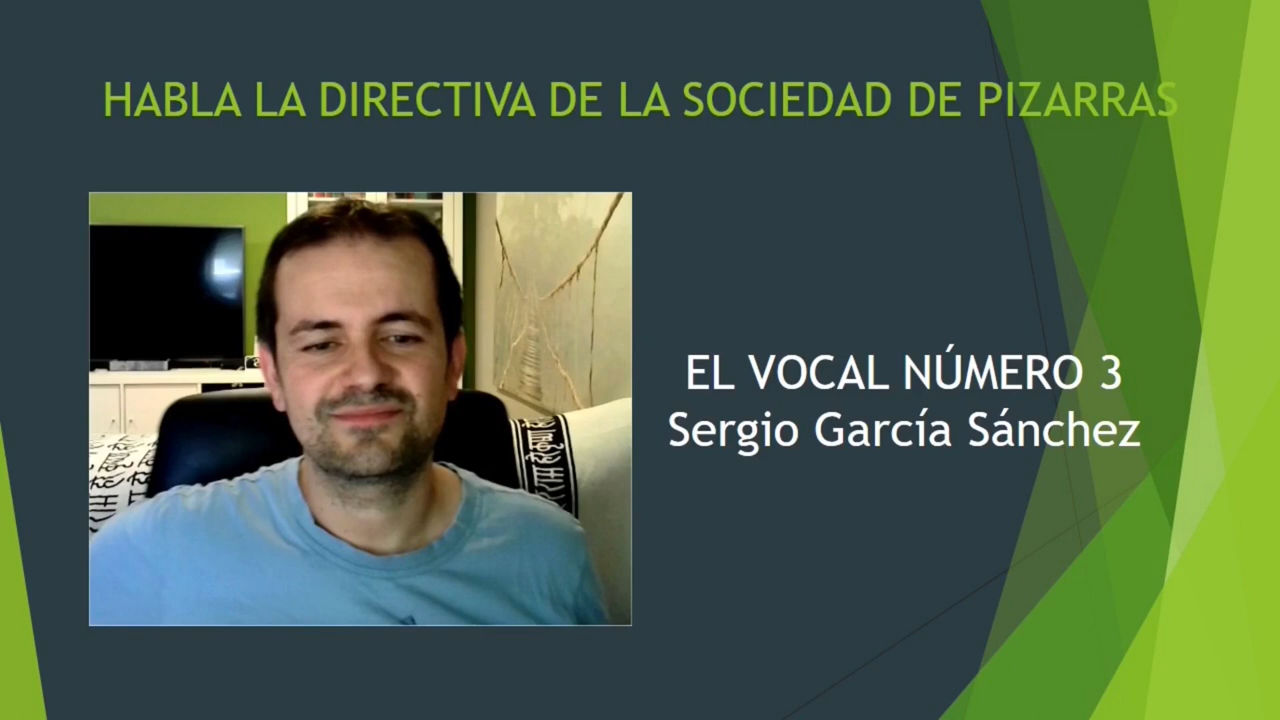 HABLA LA DIRECTIVA DE LA SOCIEDAD DE PIZARRAS
EL VOCAL NÚMERO 3
Sergio García Sánchez